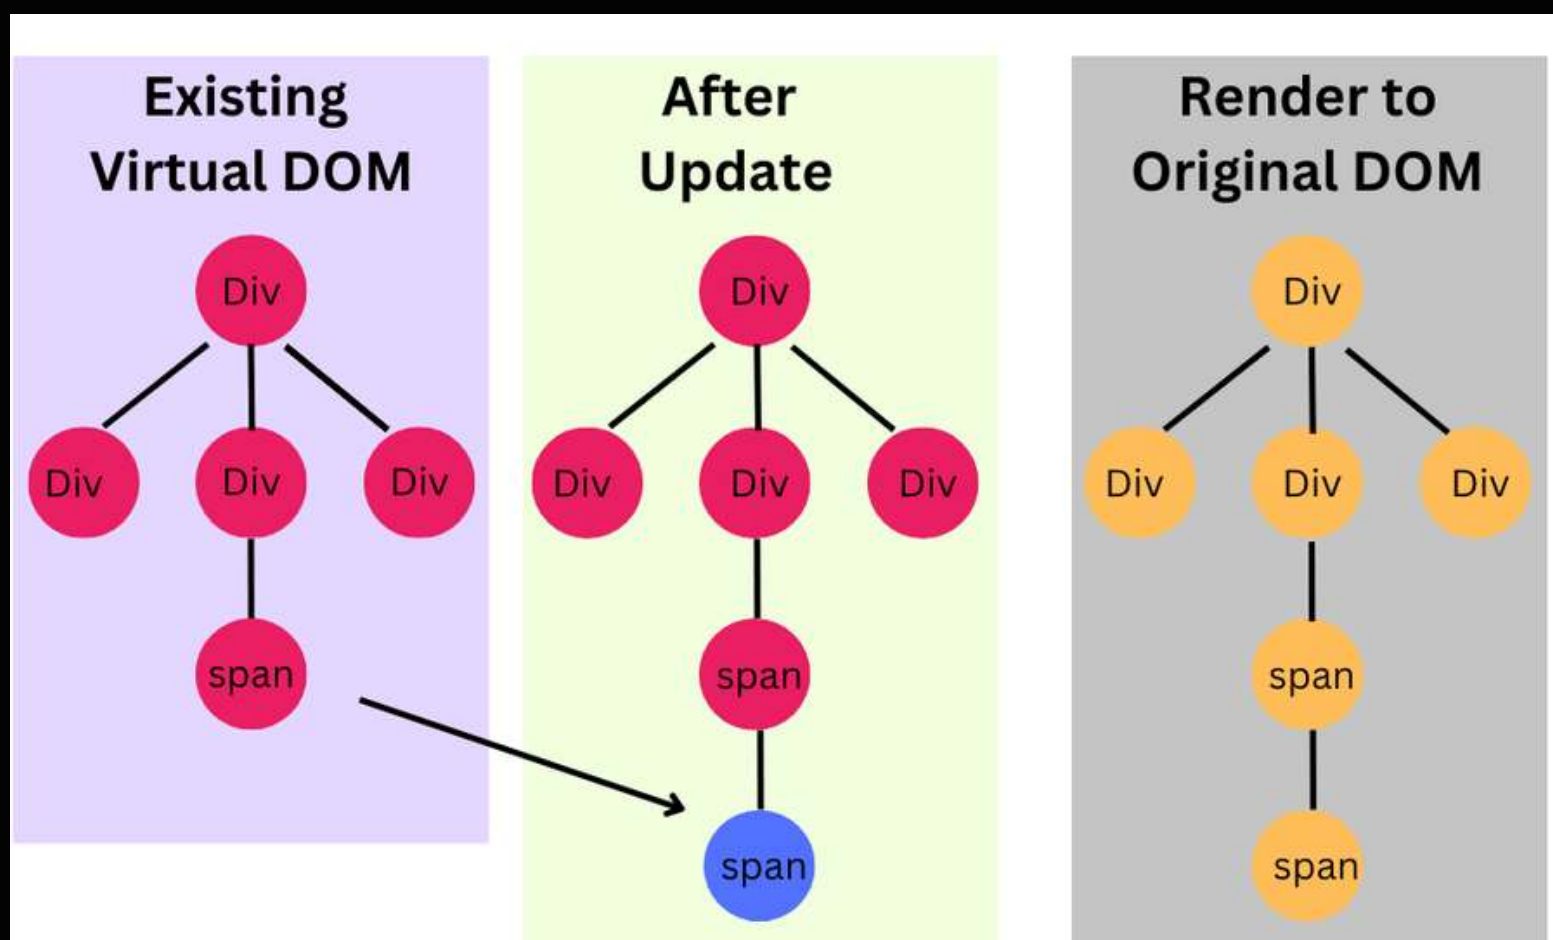 Existing
Virtual DOM
Div
Div
Div
Div
span
After
Update
Div
Div
Div
Div
span
span
Render to
Original DOM
Div
Div
Div
Div
span
span